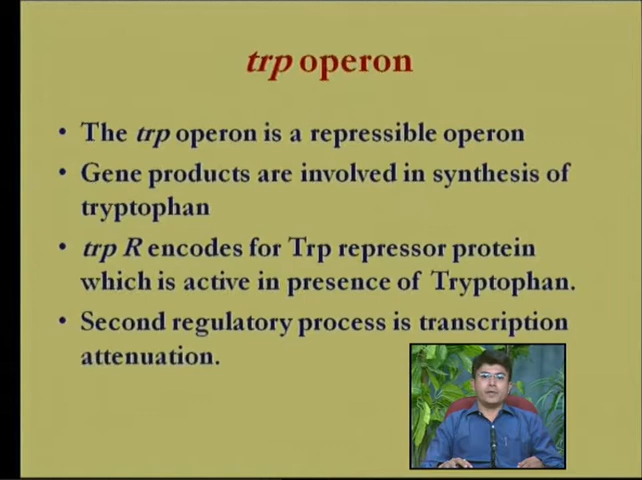 trp operon
• The trp operon is a repressible operon
• Gene products are involved in synthesis of
tryptophan
• trp R encodes for Trp repressor protein
which is active in presence of Tryptophan.
• Second regulatory process is transcription
attenuation.